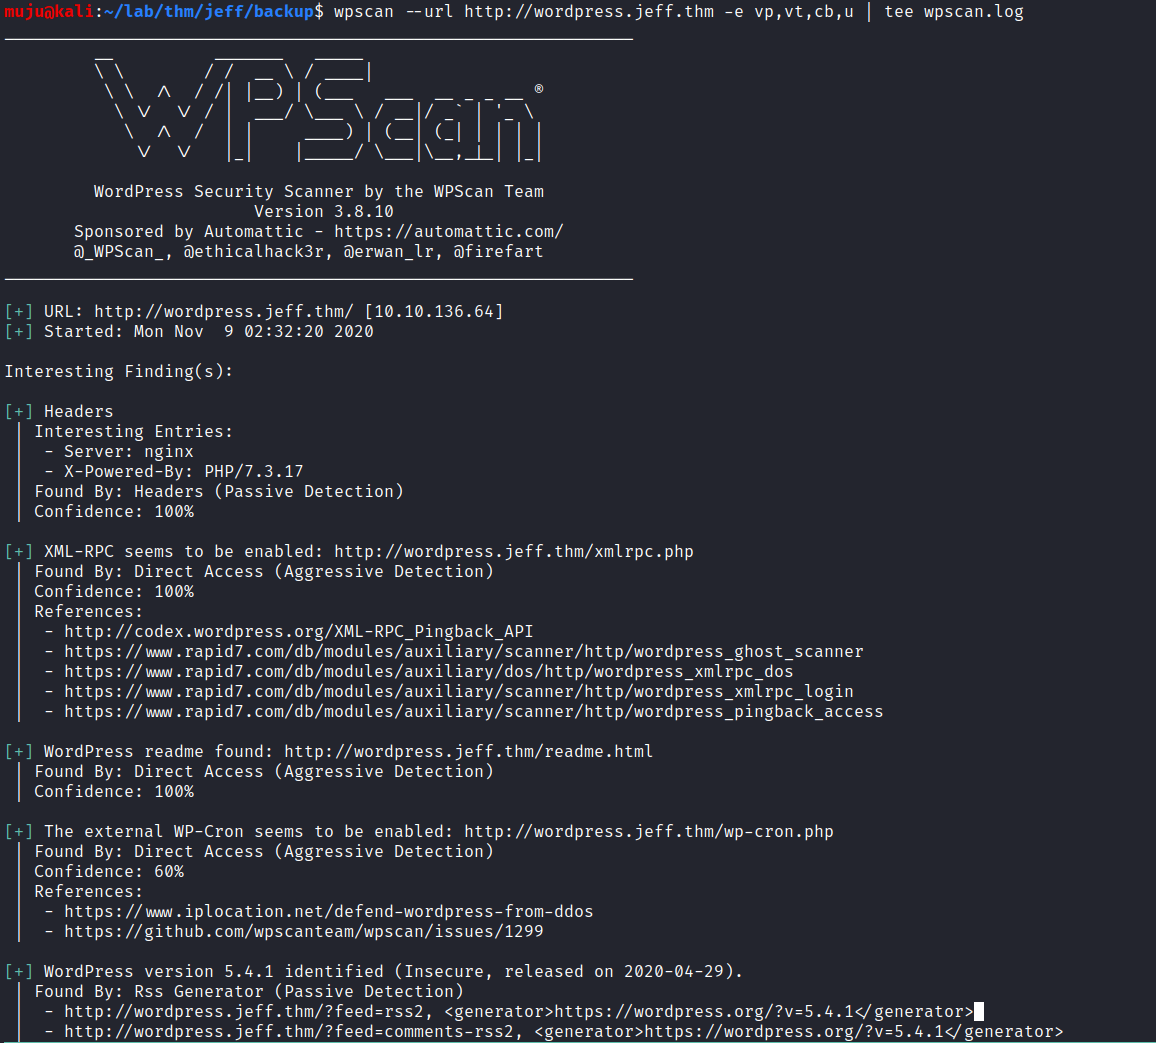 muju@kali:~/lab/thm/jeff/backup$ wpscan --url http://wordpress.jeff.thm -e vp,vt,cb,u | tee wpscan.log
WPScan ®
WordPress Security Scanner by the WPScan Team
Version 3.8.10
Sponsored by Automattic - https://automattic.com/
@_WPScan_, @ethicalhack3r, @erwan_lr, @firefart
[+] URL: http://wordpress.jeff.thm/ [10.10.136.64]
[+] Started: Mon Nov  9 02:32:20 2020
Interesting Finding(s):
[+] Headers
| Interesting Entries:
|  - Server: nginx
|  - X-Powered-By: PHP/7.3.17
| Found By: Headers (Passive Detection)
| Confidence: 100%
[+] XML-RPC seems to be enabled: http://wordpress.jeff.thm/xmlrpc.php
| Found By: Direct Access (Aggressive Detection)
| Confidence: 100%
| References:
|  - http://codex.wordpress.org/XML-RPC_Pingback_API
|  - https://www.rapid7.com/db/modules/auxiliary/scanner/http/wordpress_ghost_scanner
|  - https://www.rapid7.com/db/modules/auxiliary/dos/http/wordpress_xmlrpc_dos
|  - https://www.rapid7.com/db/modules/auxiliary/scanner/http/wordpress_xmlrpc_login
|  - https://www.rapid7.com/db/modules/auxiliary/scanner/http/wordpress_pingback_access
[+] WordPress readme found: http://wordpress.jeff.thm/readme.html
| Found By: Direct Access (Aggressive Detection)
| Confidence: 100%
[+] The external WP-Cron seems to be enabled: http://wordpress.jeff.thm/wp-cron.php
| Found By: Direct Access (Aggressive Detection)
| Confidence: 60%
| References:
|  - https://www.iplocation.net/defend-wordpress-from-ddos
|  - https://github.com/wpscanteam/wpscan/issues/1299
[+] WordPress version 5.4.1 identified (Insecure, released on 2020-04-29).
| Found By: Rss Generator (Passive Detection)
|  - http://wordpress.jeff.thm/?feed=rss2, <generator>https://wordpress.org/?v=5.4.1</generator>
|  - http://wordpress.jeff.thm/?feed=comments-rss2, <generator>https://wordpress.org/?v=5.4.1</generator>